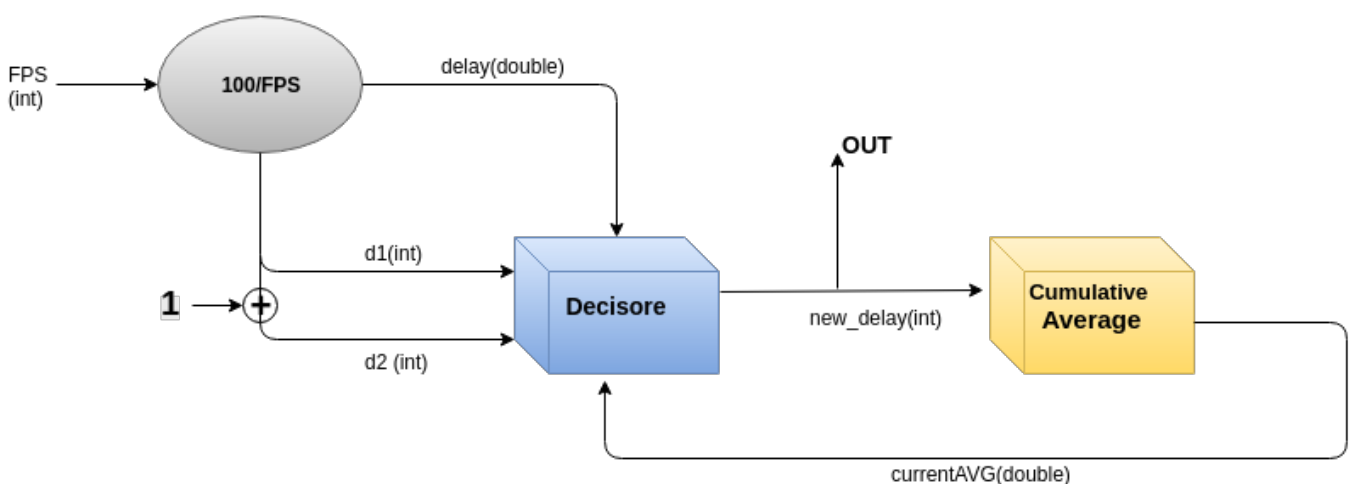 FPS
(int)
100/FPS
delay(double)
OUT
d1(int)
1
+
d2 (int)
Decisore
new_delay(int)
Cumulative
Average
currentAVG(double)